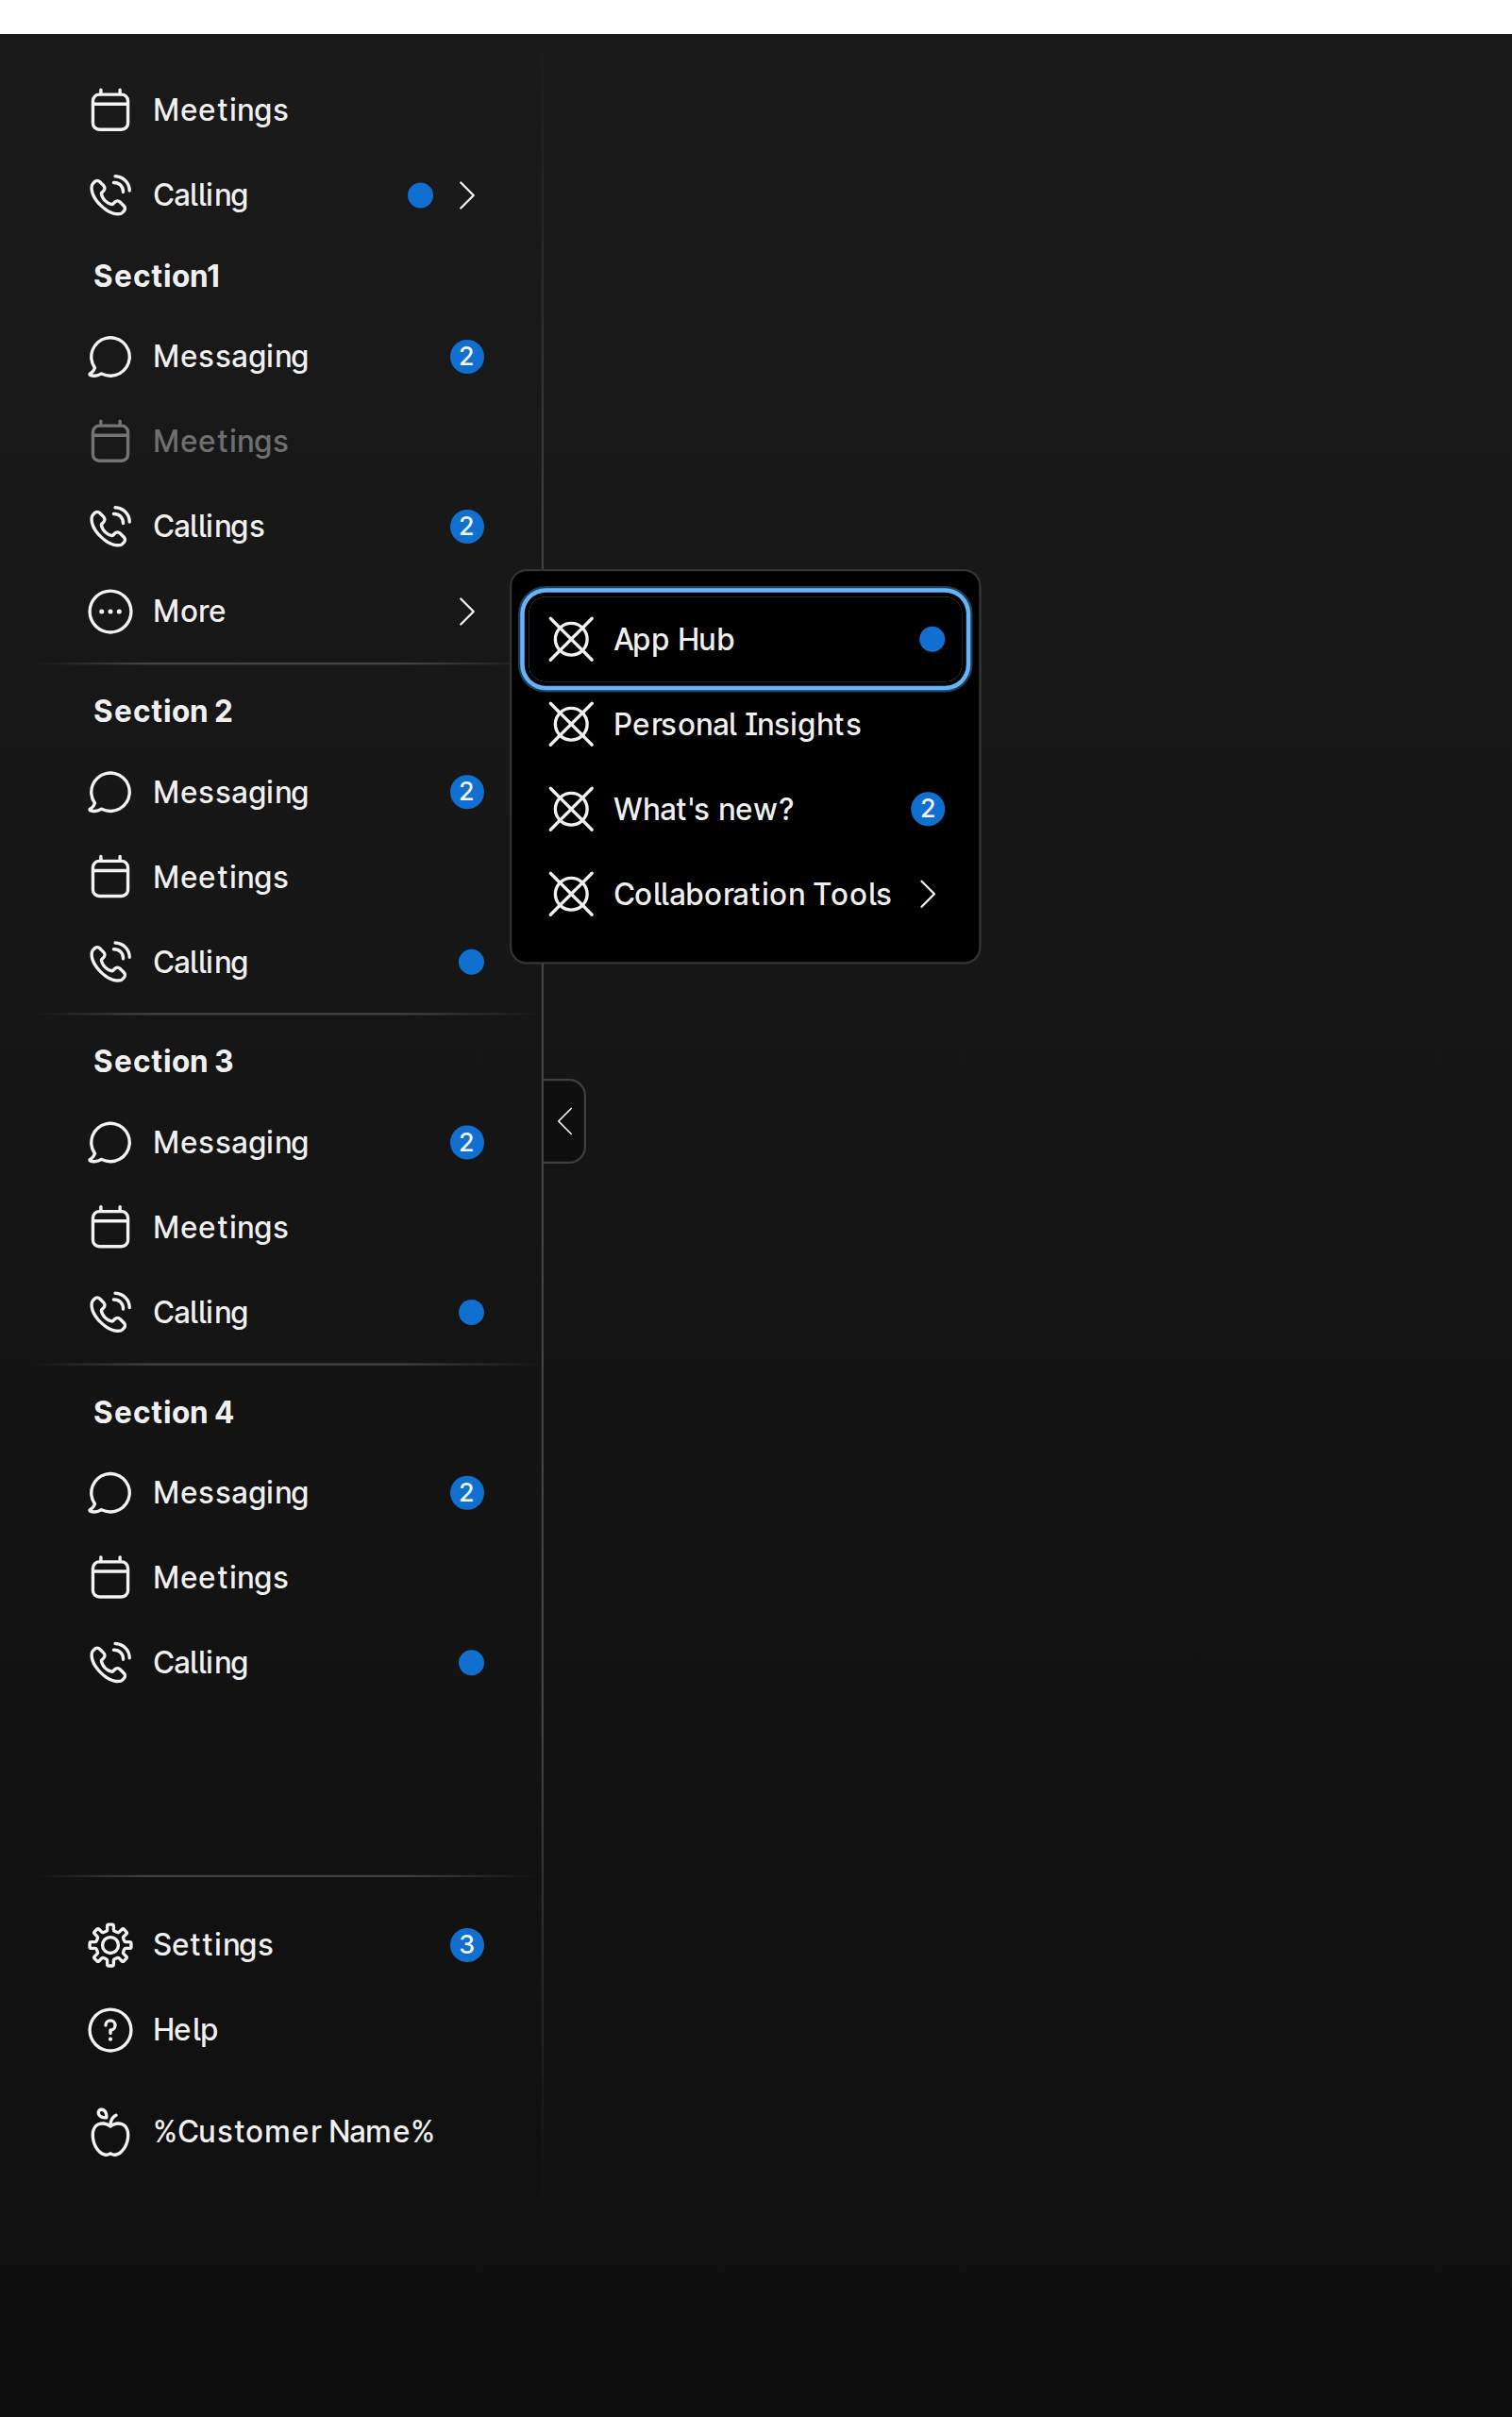 Meetings
Calling
Section1
Messaging 2
Meetings
Callings 2
More
App Hub
Personal Insights
What's new? 2
Collaboration Tools
Section 2
Messaging 2
Meetings
Calling
Section 3
Messaging 2
Meetings
Calling
Section 4
Messaging 2
Meetings
Calling
Settings 3
Help
%Customer Name%